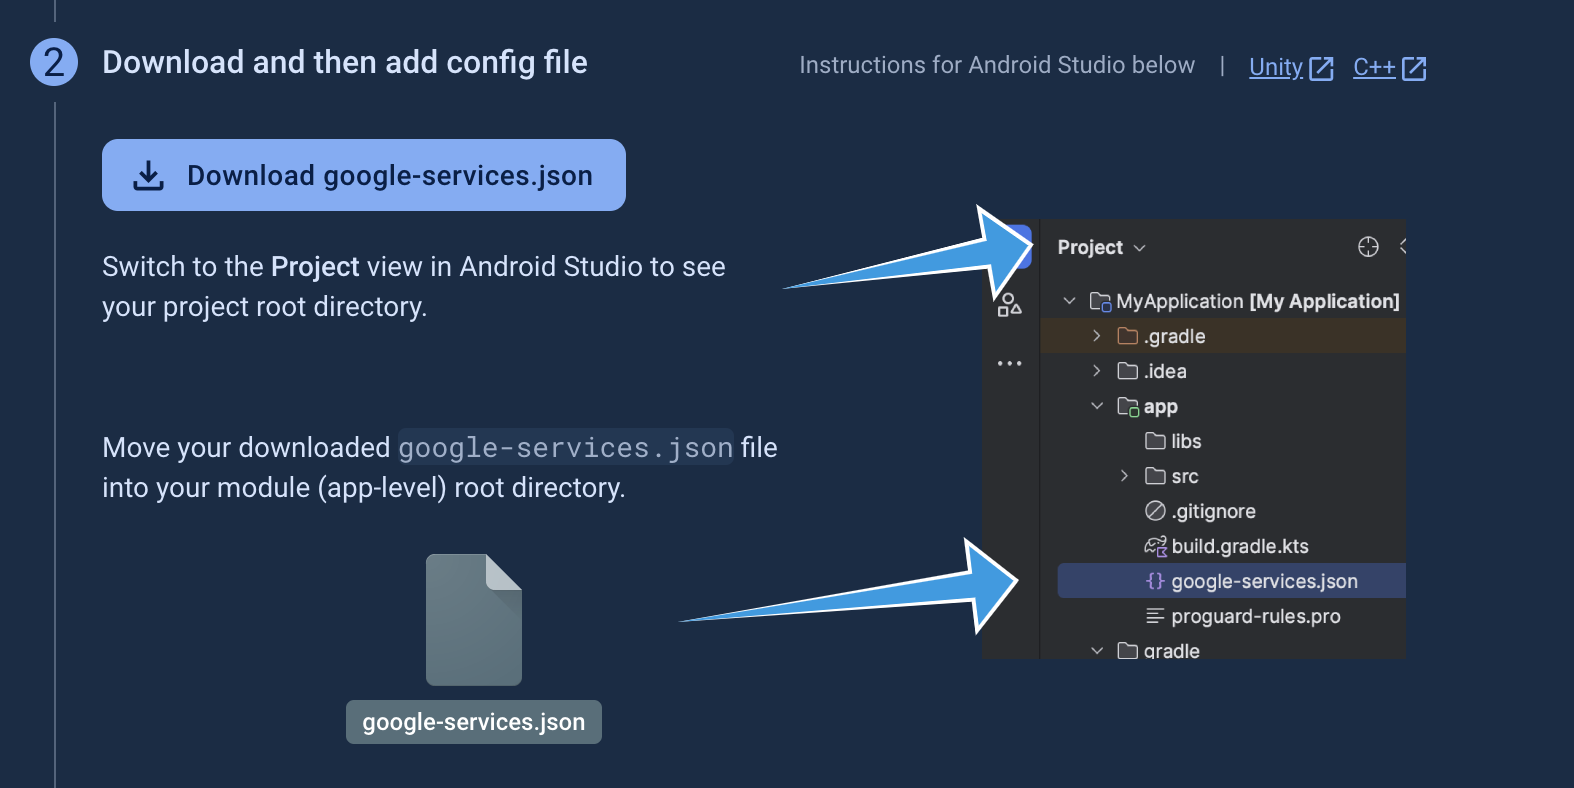 2
Download and then add config file
Instructions for Android Studio below | Unity C++
Download google-services.json
Switch to the Project view in Android Studio to see
your project root directory.
Move your downloaded google-services.json file
into your module (app-level) root directory.
google-services.json
Project
MyApplication [My Application]
.gradle
.idea
app
libs
src
.gitignore
build.gradle.kts
google-services.json
proguard-rules.pro
gradle